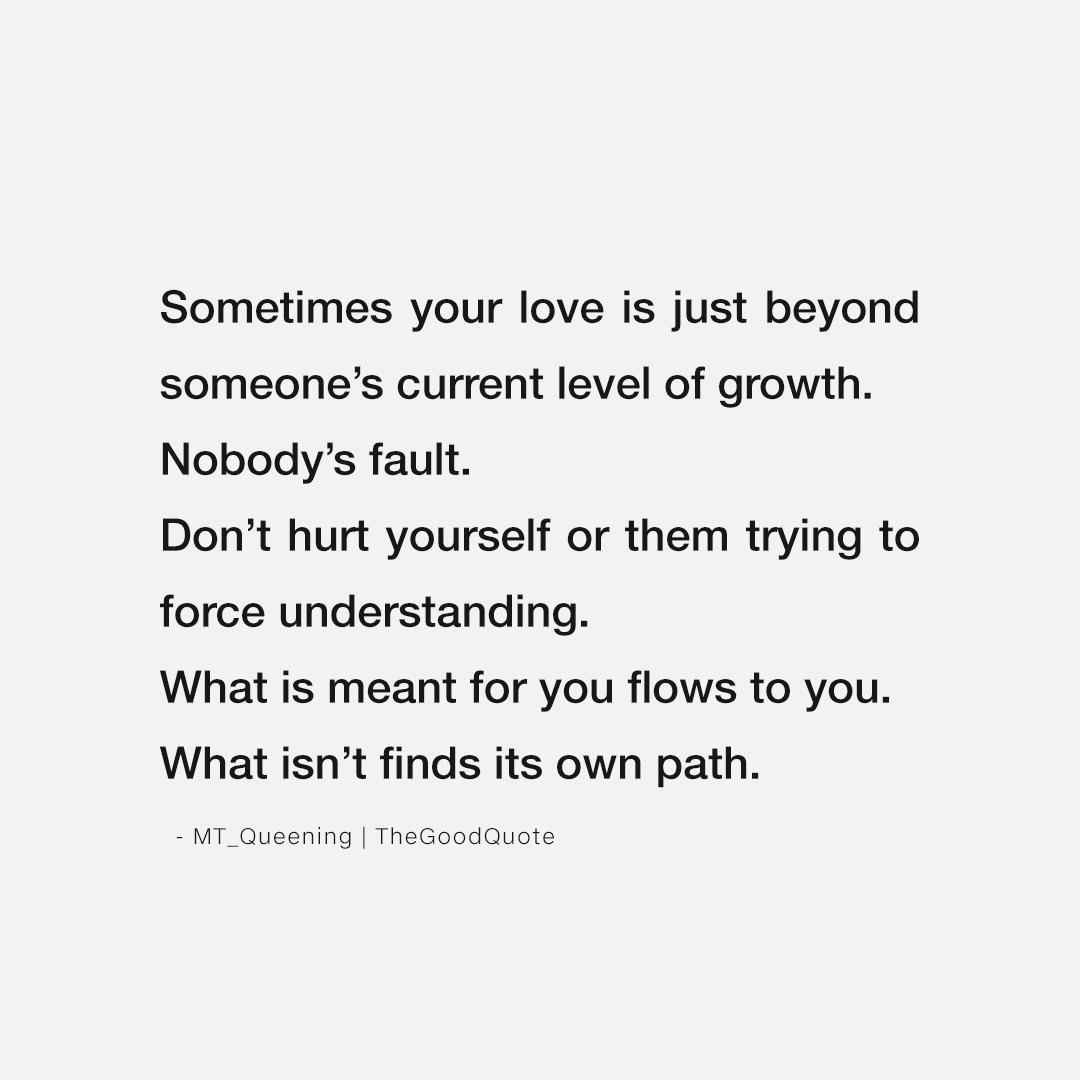 Sometimes your love is just beyond
someone’s current level of growth.
Nobody’s fault.
Don’t hurt yourself or them trying to
force understanding.
What is meant for you flows to you.
What isn’t finds its own path.
- MT_Queening | TheGoodQuote